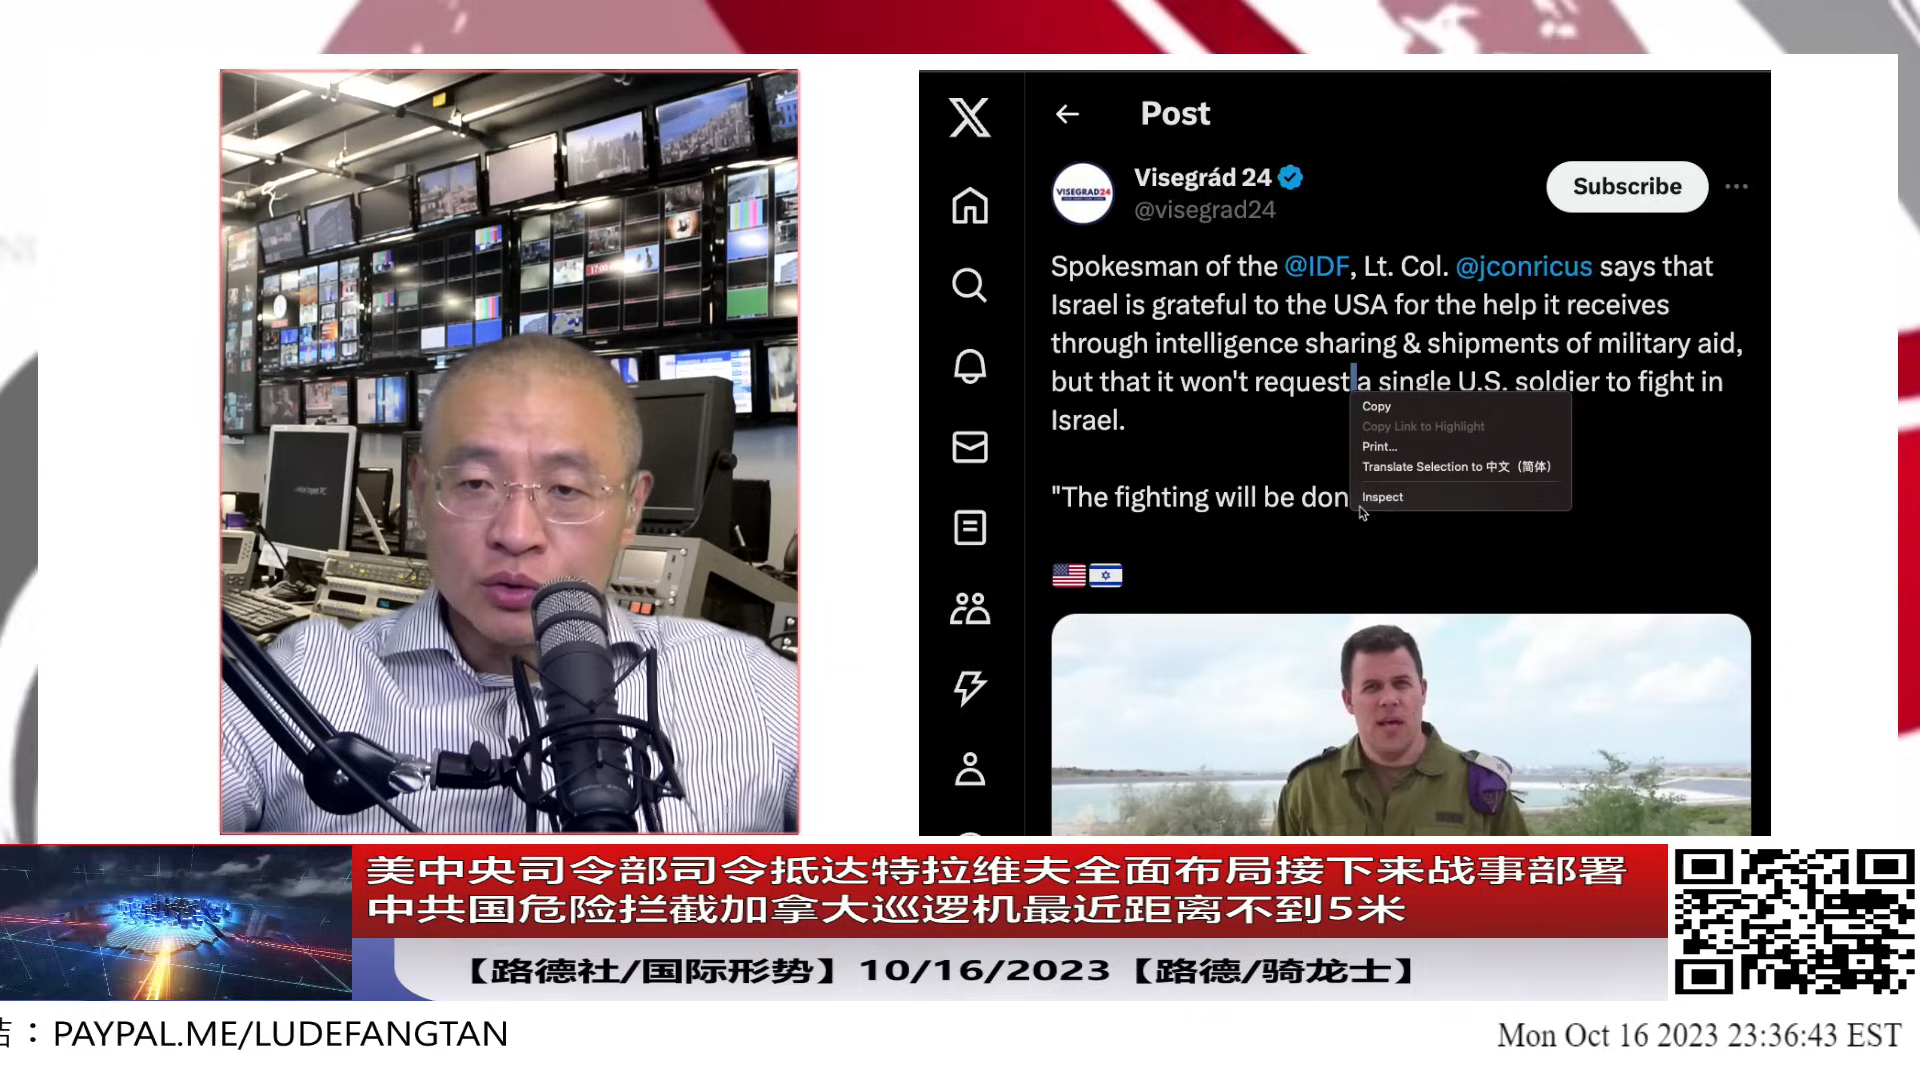 Post
VISEGRAD24
Visegrád 24
@visegrad24
Subscribe
Spokesman of the @IDF, Lt. Col. @jconricus says that
Israel is grateful to the USA for the help it receives
through intelligence sharing & shipments of military aid,
but that it won't request a single U.S. soldier to fight in
Israel.
Copy
Copy Link to Highlight
Print...
Translate Selection to 中文（简体）
Inspect
"The fighting will be don
17:00
美中央司令部司令抵达特拉维夫全面布局接下来战事部署
中共国危险拦截加拿大巡逻机最近距离不到5米
【路德社/国际形势】10/16/2023【路德/骑龙士】
：PAYPAL.ME/LUDEFANGTAN
Mon Oct 16 2023 23:36:43 EST